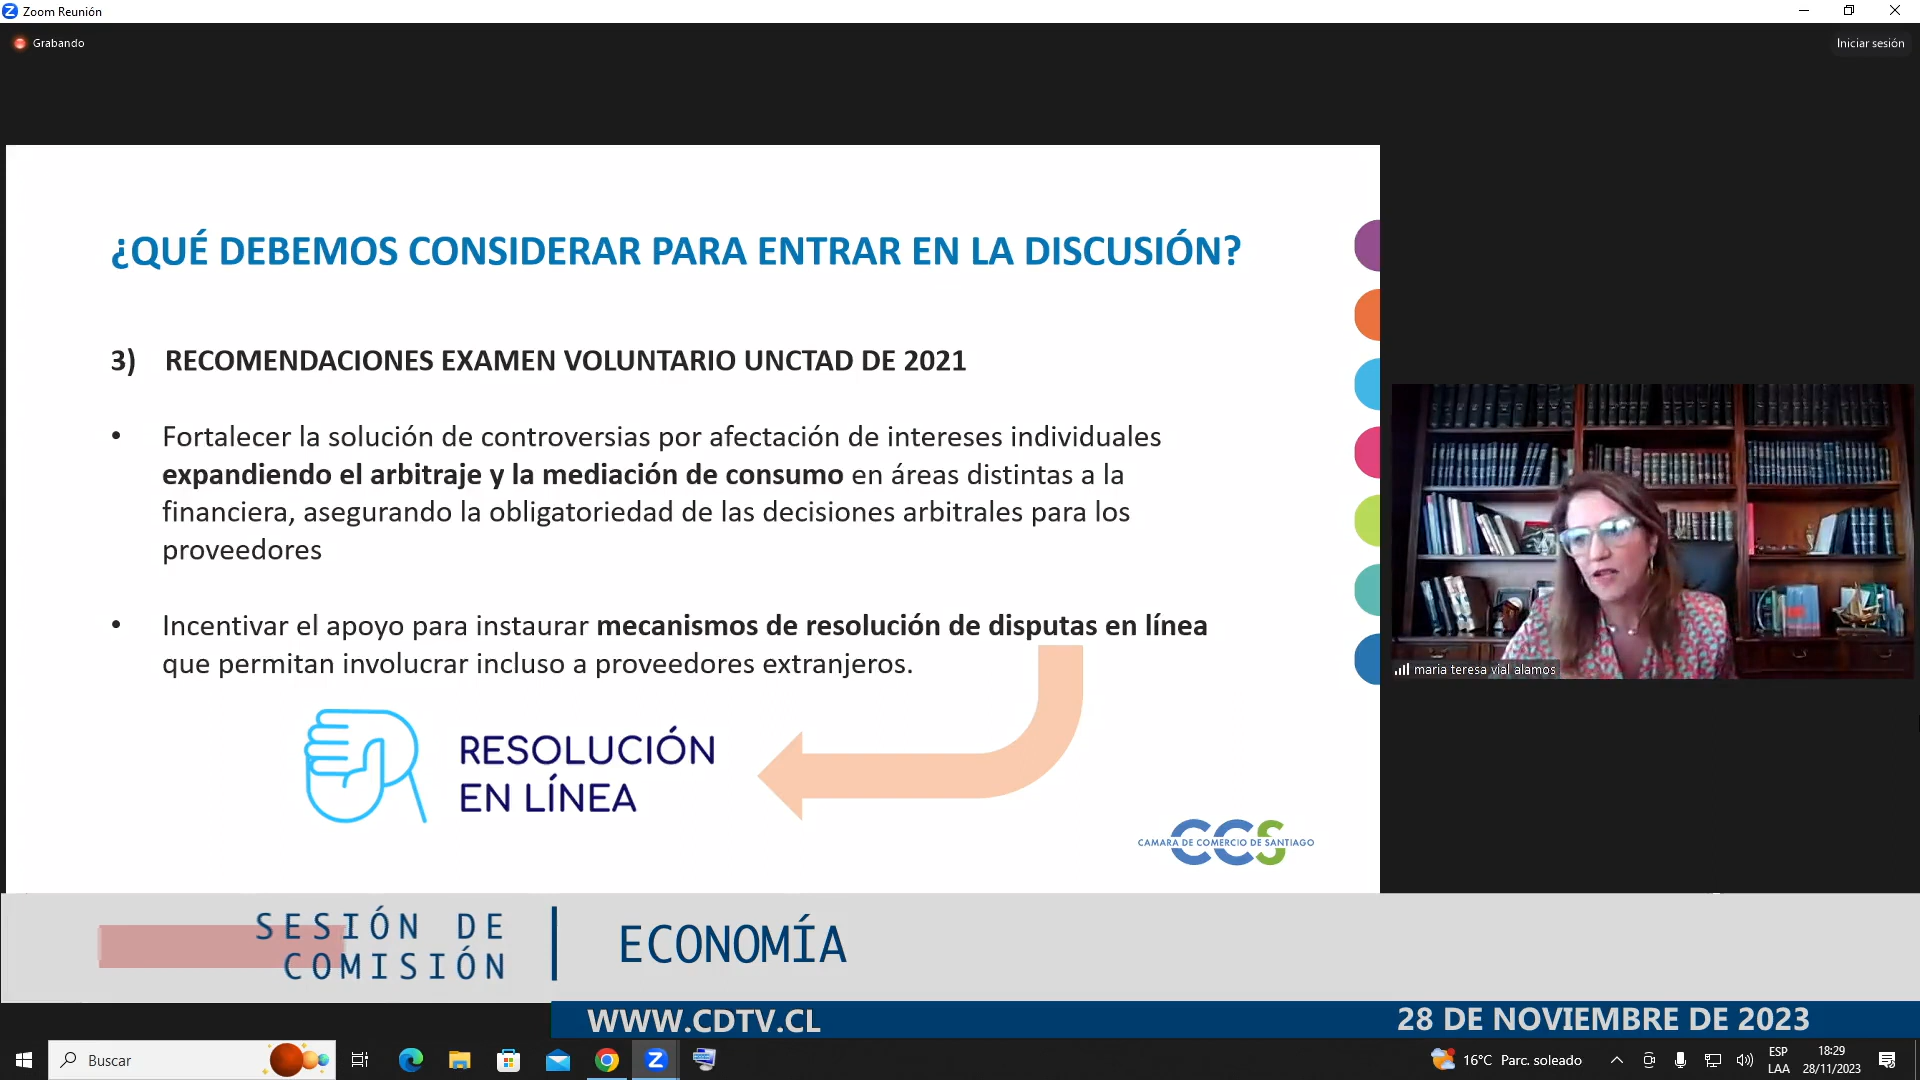 Zoom Reunión
Grabando
Iniciar sesión
¿QUÉ DEBEMOS CONSIDERAR PARA ENTRAR EN LA DISCUSIÓN?
3) RECOMENDACIONES EXAMEN VOLUNTARIO UNCTAD DE 2021
• Fortalecer la solución de controversias por afectación de intereses individuales
expandiendo el arbitraje y la mediación de consumo en áreas distintas a la
financiera, asegurando la obligatoriedad de las decisiones arbitrales para los
proveedores
• Incentivar el apoyo para instaurar mecanismos de resolución de disputas en línea
que permitan involucrar incluso a proveedores extranjeros.
RESOLUCIÓN
EN LÍNEA
CCS
CAMARA DE COMERCIO DE SANTIAGO
maria teresa vial alamos
SESIÓN DE
COMISIÓN
ECONOMÍA
WWW.CDTV.CL
28 DE NOVIEMBRE DE 2023
Buscar
16°C Parc. soleado
ESP
LAA
18:29
28/11/2023